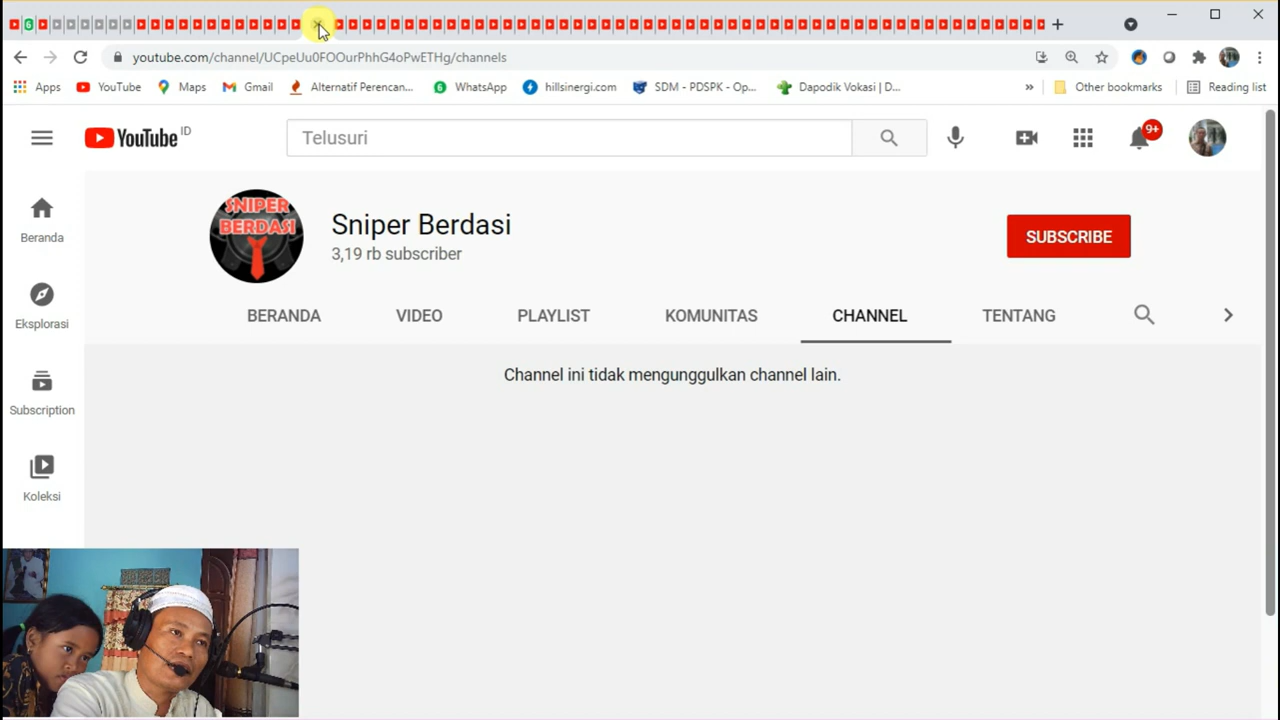 youtube.com/channel/UCpeUu0FOOurPhhG4oPwETHg/channels
Apps YouTube Maps Gmail Alternatif Perencan... 6 WhatsApp hillsinergi.com SDM - PDSPK - Op... Dapodik Vokasi | D... » Other bookmarks Reading list
YouTube ID
Telusuri
9+
Beranda
Eksplorasi
Subscription
Koleksi
SNIPER
BERDASI
Sniper Berdasi
3,19 rb subscriber
SUBSCRIBE
BERANDA VIDEO PLAYLIST KOMUNITAS CHANNEL TENTANG
Channel ini tidak mengunggulkan channel lain.